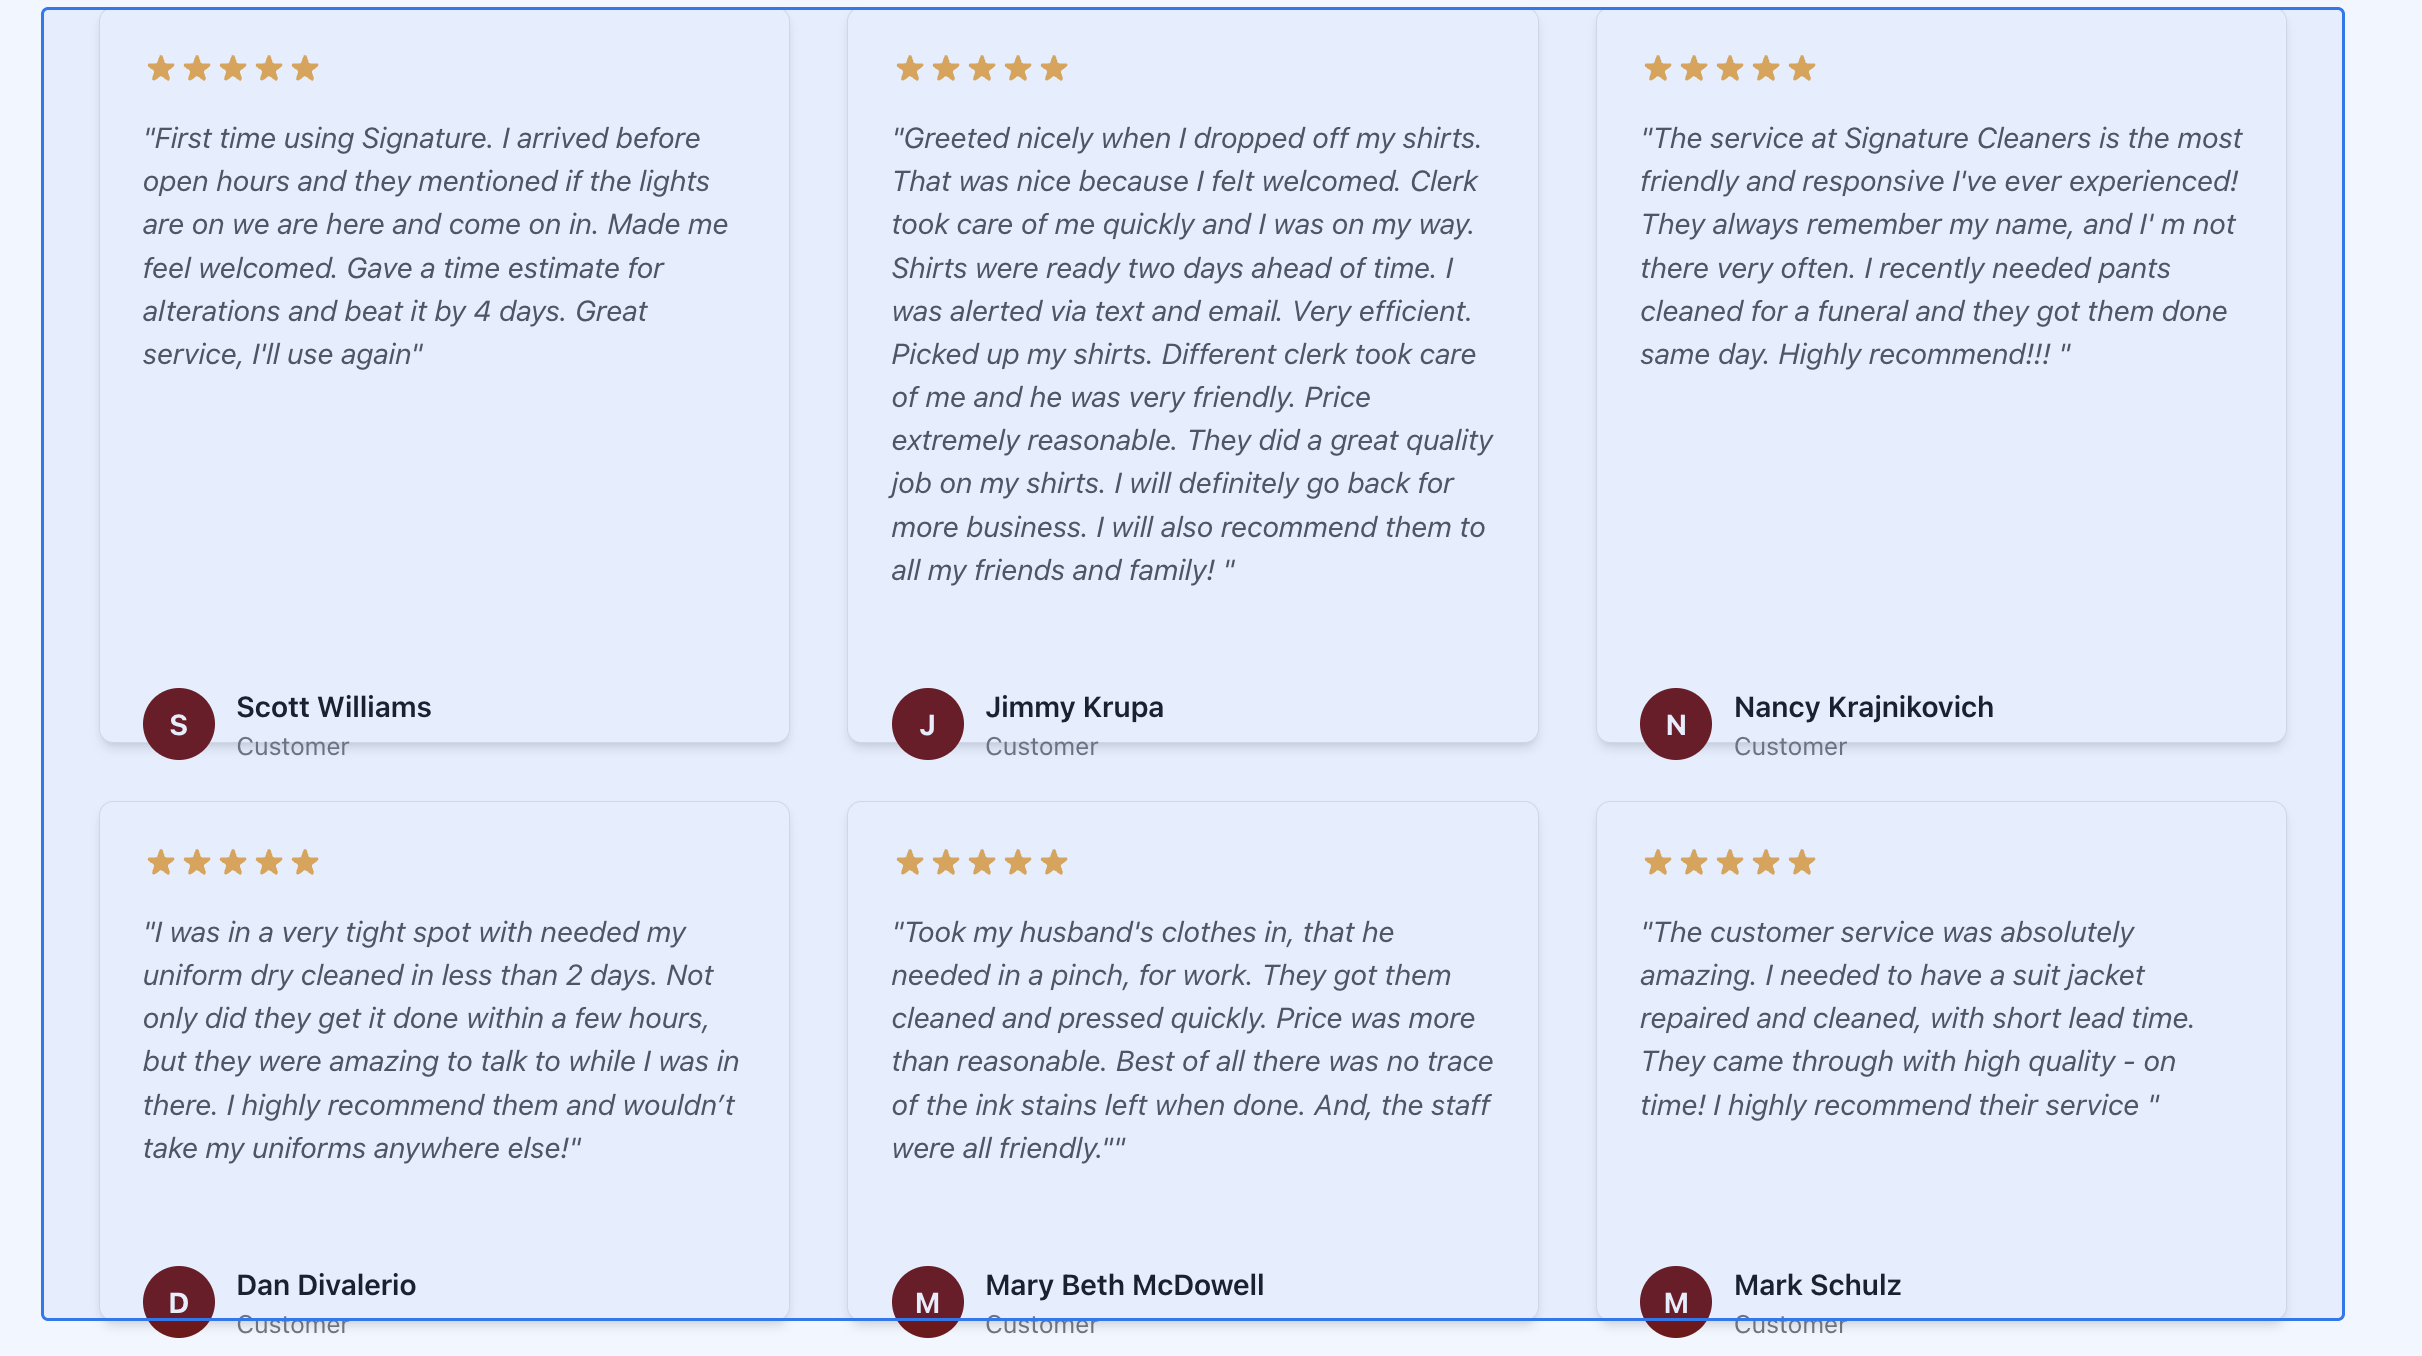 "First time using Signature. I arrived before
open hours and they mentioned if the lights
are on we are here and come on in. Made me
feel welcomed. Gave a time estimate for
alterations and beat it by 4 days. Great
service, I'll use again"
S
Scott Williams
Customer
"Greeted nicely when I dropped off my shirts.
That was nice because I felt welcomed. Clerk
took care of me quickly and I was on my way.
Shirts were ready two days ahead of time. I
was alerted via text and email. Very efficient.
Picked up my shirts. Different clerk took care
of me and he was very friendly. Price
extremely reasonable. They did a great quality
job on my shirts. I will definitely go back for
more business. I will also recommend them to
all my friends and family! "
J
Jimmy Krupa
Customer
"The service at Signature Cleaners is the most
friendly and responsive I've ever experienced!
They always remember my name, and I' m not
there very often. I recently needed pants
cleaned for a funeral and they got them done
same day. Highly recommend!!! "
N
Nancy Krajnikovich
Customer
"I was in a very tight spot with needed my
uniform dry cleaned in less than 2 days. Not
only did they get it done within a few hours,
but they were amazing to talk to while I was in
there. I highly recommend them and wouldn’t
take my uniforms anywhere else!"
D
Dan Divalerio
Customer
"Took my husband's clothes in, that he
needed in a pinch, for work. They got them
cleaned and pressed quickly. Price was more
than reasonable. Best of all there was no trace
of the ink stains left when done. And, the staff
were all friendly.""
M
Mary Beth McDowell
Customer
"The customer service was absolutely
amazing. I needed to have a suit jacket
repaired and cleaned, with short lead time.
They came through with high quality - on
time! I highly recommend their service "
M
Mark Schulz
Customer